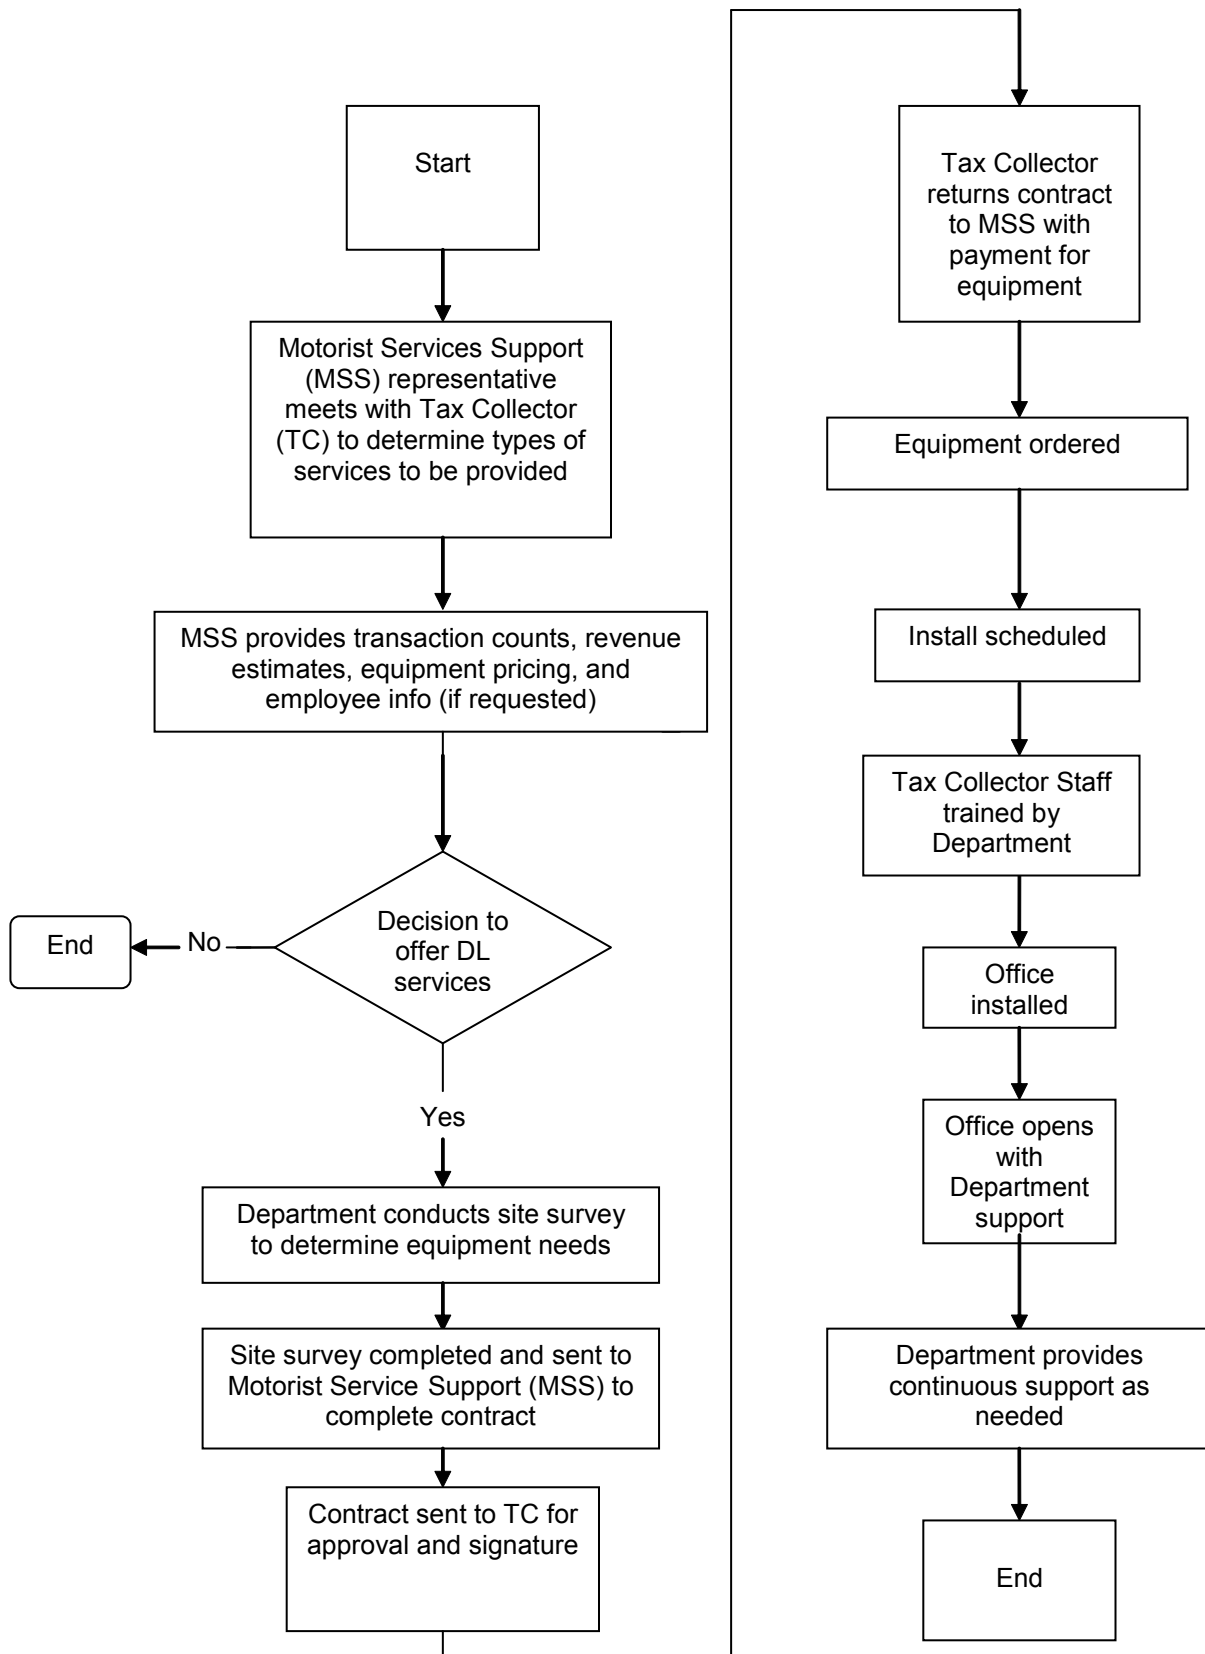 Start
Motorist Services Support
(MSS) representative
meets with Tax Collector
(TC) to determine types of
services to be provided
MSS provides transaction counts, revenue
estimates, equipment pricing, and
employee info (if requested)
Decision to
offer DL
services
No
End
Yes
Department conducts site survey
to determine equipment needs
Site survey completed and sent to
Motorist Service Support (MSS) to
complete contract
Contract sent to TC for
approval and signature
Tax Collector
returns contract
to MSS with
payment for
equipment
Equipment ordered
Install scheduled
Tax Collector Staff
trained by
Department
Office
installed
Office opens
with
Department
support
Department provides
continuous support as
needed
End